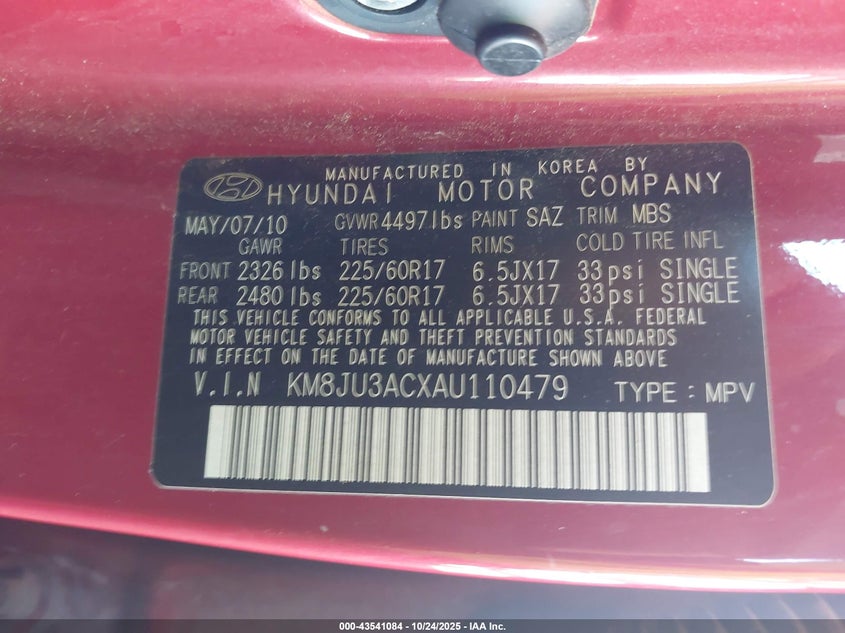 MANUFACTURED IN KOREA BY
HYUNDAI MOTOR COMPANY
MAY/07/10 GVWR 4497lbs PAINT SAZ TRIM MBS
GAWR TIRES RIMS COLD TIRE INFL
FRONT 2326 lbs 225/60R17 6.5JX17 33psi SINGLE
REAR 2480 lbs 225/60R17 6.5JX17 33psi SINGLE
THIS VEHICLE CONFORMS TO ALL APPLICABLE U.S.A. FEDERAL
MOTOR VEHICLE SAFETY AND THEFT PREVENTION STANDARDS
IN EFFECT ON THE DATE OF MANUFACTURE SHOWN ABOVE
V.I.N KM8JU3ACXAU110479 TYPE : MPV
000-43541084 - 10/24/2025 - IAA Inc.